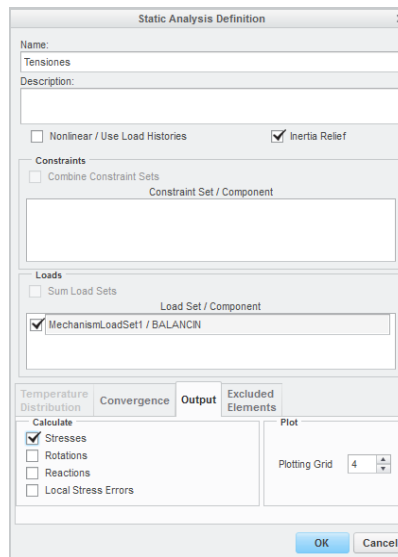 Static Analysis Definition
Name:
Tensiones
Description:
Nonlinear / Use Load Histories
Inertia Relief
Constraints
Combine Constraint Sets
Constraint Set / Component
Loads
Sum Load Sets
Load Set / Component
MechanismLoadSet1 / BALANCIN
Temperature Distribution
Convergence
Output
Excluded Elements
Calculate
Stresses
Rotations
Reactions
Local Stress Errors
Plot
Plotting Grid 4
OK Cancel